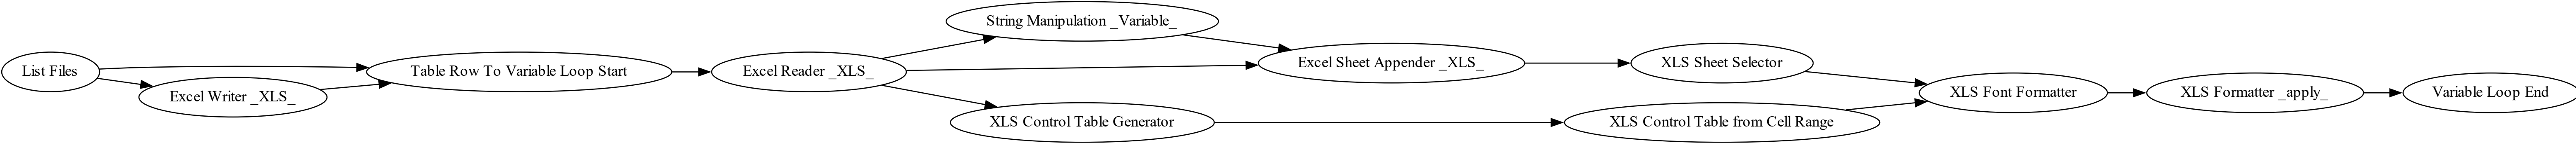 List Files
Excel Writer _XLS_
Table Row To Variable Loop Start
Excel Reader _XLS_
String Manipulation _Variable_
XLS Control Table Generator
Excel Sheet Appender _XLS_
XLS Sheet Selector
XLS Control Table from Cell Range
XLS Font Formatter
XLS Formatter _apply_
Variable Loop End